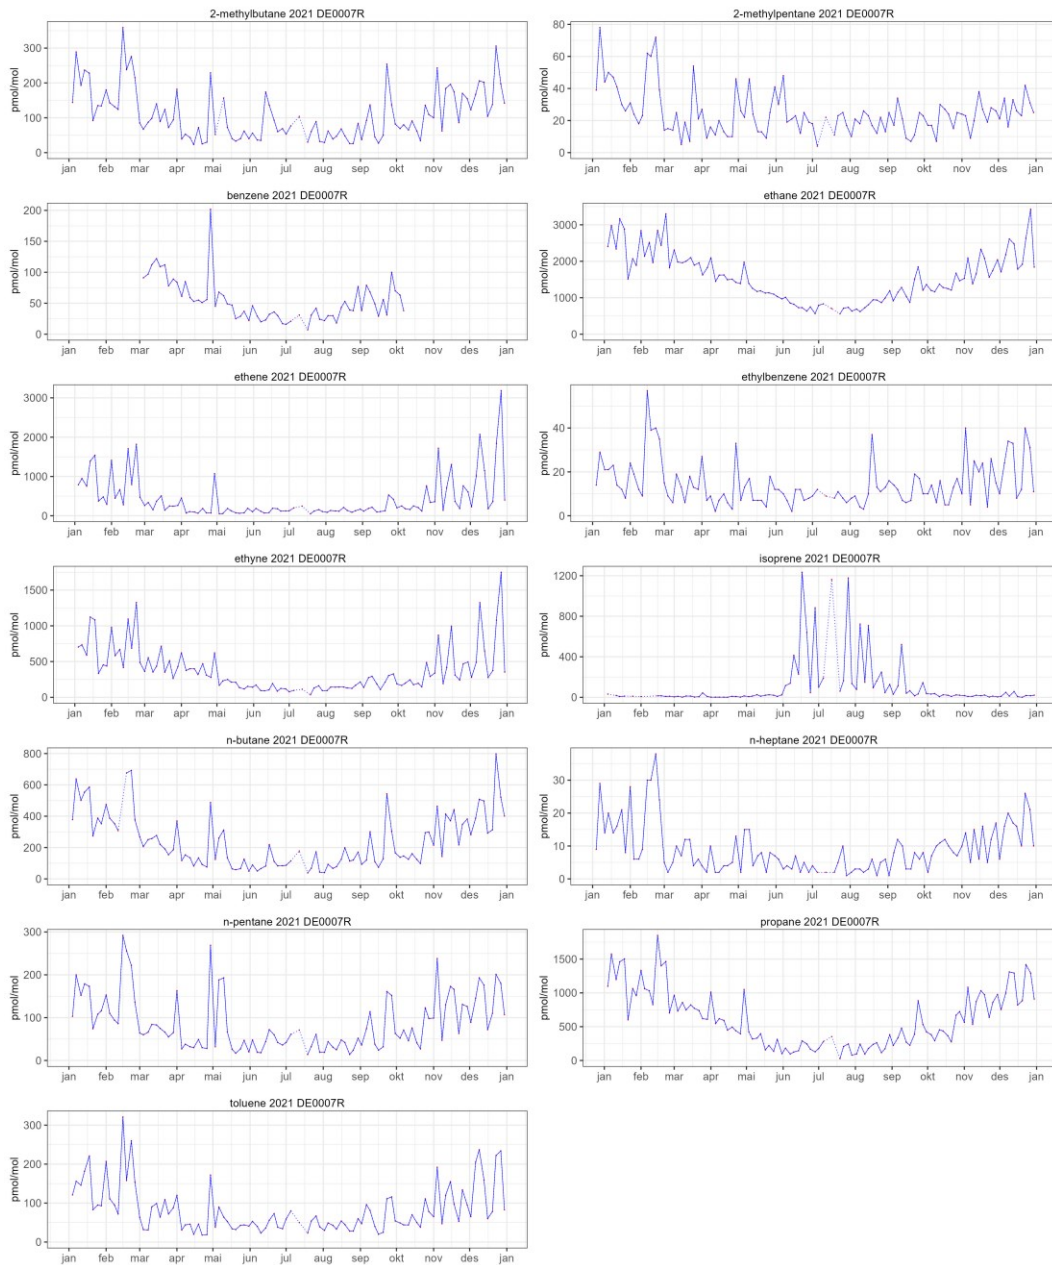 2-methylbutane 2021 DE0007R
pmol/mol
300
200
100
0
jan feb mar apr mai jun jul aug sep okt nov des jan
2-methylpentane 2021 DE0007R
pmol/mol
80
60
40
20
0
jan feb mar apr mai jun jul aug sep okt nov des jan
benzene 2021 DE0007R
pmol/mol
200
150
100
50
0
jan feb mar apr mai jun jul aug sep okt nov des jan
ethane 2021 DE0007R
pmol/mol
3000
2000
1000
0
jan feb mar apr mai jun jul aug sep okt nov des jan
ethene 2021 DE0007R
pmol/mol
3000
2000
1000
0
jan feb mar apr mai jun jul aug sep okt nov des jan
ethylbenzene 2021 DE0007R
pmol/mol
40
20
0
jan feb mar apr mai jun jul aug sep okt nov des jan
ethyne 2021 DE0007R
pmol/mol
1500
1000
500
0
jan feb mar apr mai jun jul aug sep okt nov des jan
isoprene 2021 DE0007R
pmol/mol
1200
800
400
0
jan feb mar apr mai jun jul aug sep okt nov des jan
n-butane 2021 DE0007R
pmol/mol
800
600
400
200
0
jan feb mar apr mai jun jul aug sep okt nov des jan
n-heptane 2021 DE0007R
pmol/mol
30
20
10
0
jan feb mar apr mai jun jul aug sep okt nov des jan
n-pentane 2021 DE0007R
pmol/mol
300
200
100
0
jan feb mar apr mai jun jul aug sep okt nov des jan
propane 2021 DE0007R
pmol/mol
1500
1000
500
0
jan feb mar apr mai jun jul aug sep okt nov des jan
toluene 2021 DE0007R
pmol/mol
300
200
100
0
jan feb mar apr mai jun jul aug sep okt nov des jan